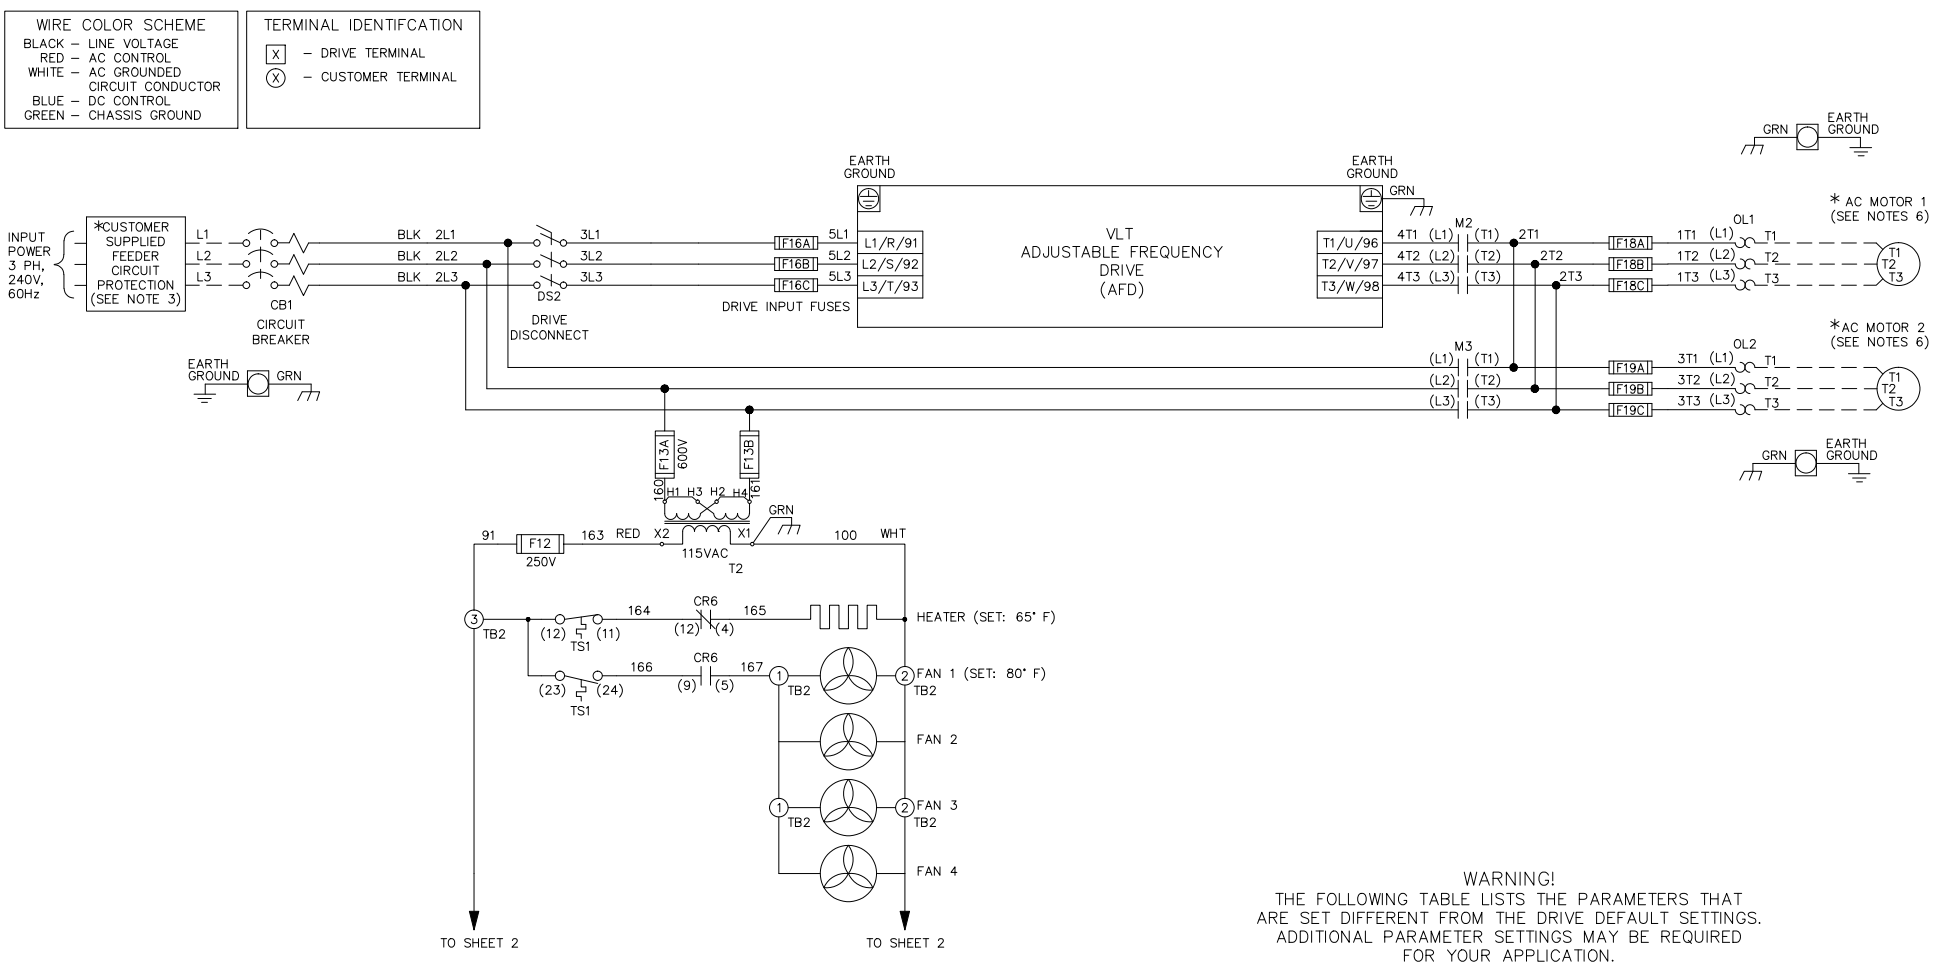 WIRE COLOR SCHEME
BLACK – LINE VOLTAGE
RED – AC CONTROL
WHITE – AC GROUNDED
CIRCUIT CONDUCTOR
BLUE – DC CONTROL
GREEN – CHASSIS GROUND
TERMINAL IDENTIFCATION
X – DRIVE TERMINAL
X – CUSTOMER TERMINAL
INPUT
POWER
3 PH,
240V,
60Hz
*CUSTOMER
SUPPLIED
FEEDER
CIRCUIT
PROTECTION
(SEE NOTE 3)
L1
L2
L3
CB1
CIRCUIT
BREAKER
EARTH
GROUND
GRN
BLK 2L1
BLK 2L2
BLK 2L3
3L1
3L2
3L3
DS2
DRIVE
DISCONNECT
F16A
F16B
F16C
DRIVE INPUT FUSES
5L1
5L2
5L3
EARTH
GROUND
L1/R/91
L2/S/92
L3/T/93
VLT
ADJUSTABLE FREQUENCY
DRIVE
(AFD)
EARTH
GROUND
GRN
T1/U/96
T2/V/97
T3/W/98
4T1 (L1) M2 (T1) 2T1
4T2 (L2) (T2) 2T2
4T3 (L3) (T3) 2T3
F18A
F18B
F18C
OL1
1T1 (L1) T1
1T2 (L2) T2
1T3 (L3) T3
GRN
EARTH
GROUND
* AC MOTOR 1
(SEE NOTES 6)
T1
T2
T3
M3
(L1) (T1)
(L2) (T2)
(L3) (T3)
F19A
F19B
F19C
OL2
3T1 (L1) T1
3T2 (L2) T2
3T3 (L3) T3
*AC MOTOR 2
(SEE NOTES 6)
T1
T2
T3
GRN
EARTH
GROUND
F13A
600V
F13B
160
161
H1 H3 H2 H4
GRN
91
F12
250V
163 RED X2
X1
115VAC
T2
100 WHT
3
TB2
(12) (11)
TS1
164
CR6
(12) (4)
165
HEATER (SET: 65° F)
(23) (24)
TS1
166
CR6
(9) (5)
167
1
TB2
2
TB2
FAN 1 (SET: 80° F)
FAN 2
1
TB2
2
TB2
FAN 3
FAN 4
TO SHEET 2
TO SHEET 2
WARNING!
THE FOLLOWING TABLE LISTS THE PARAMETERS THAT
ARE SET DIFFERENT FROM THE DRIVE DEFAULT SETTINGS.
ADDITIONAL PARAMETER SETTINGS MAY BE REQUIRED
FOR YOUR APPLICATION.